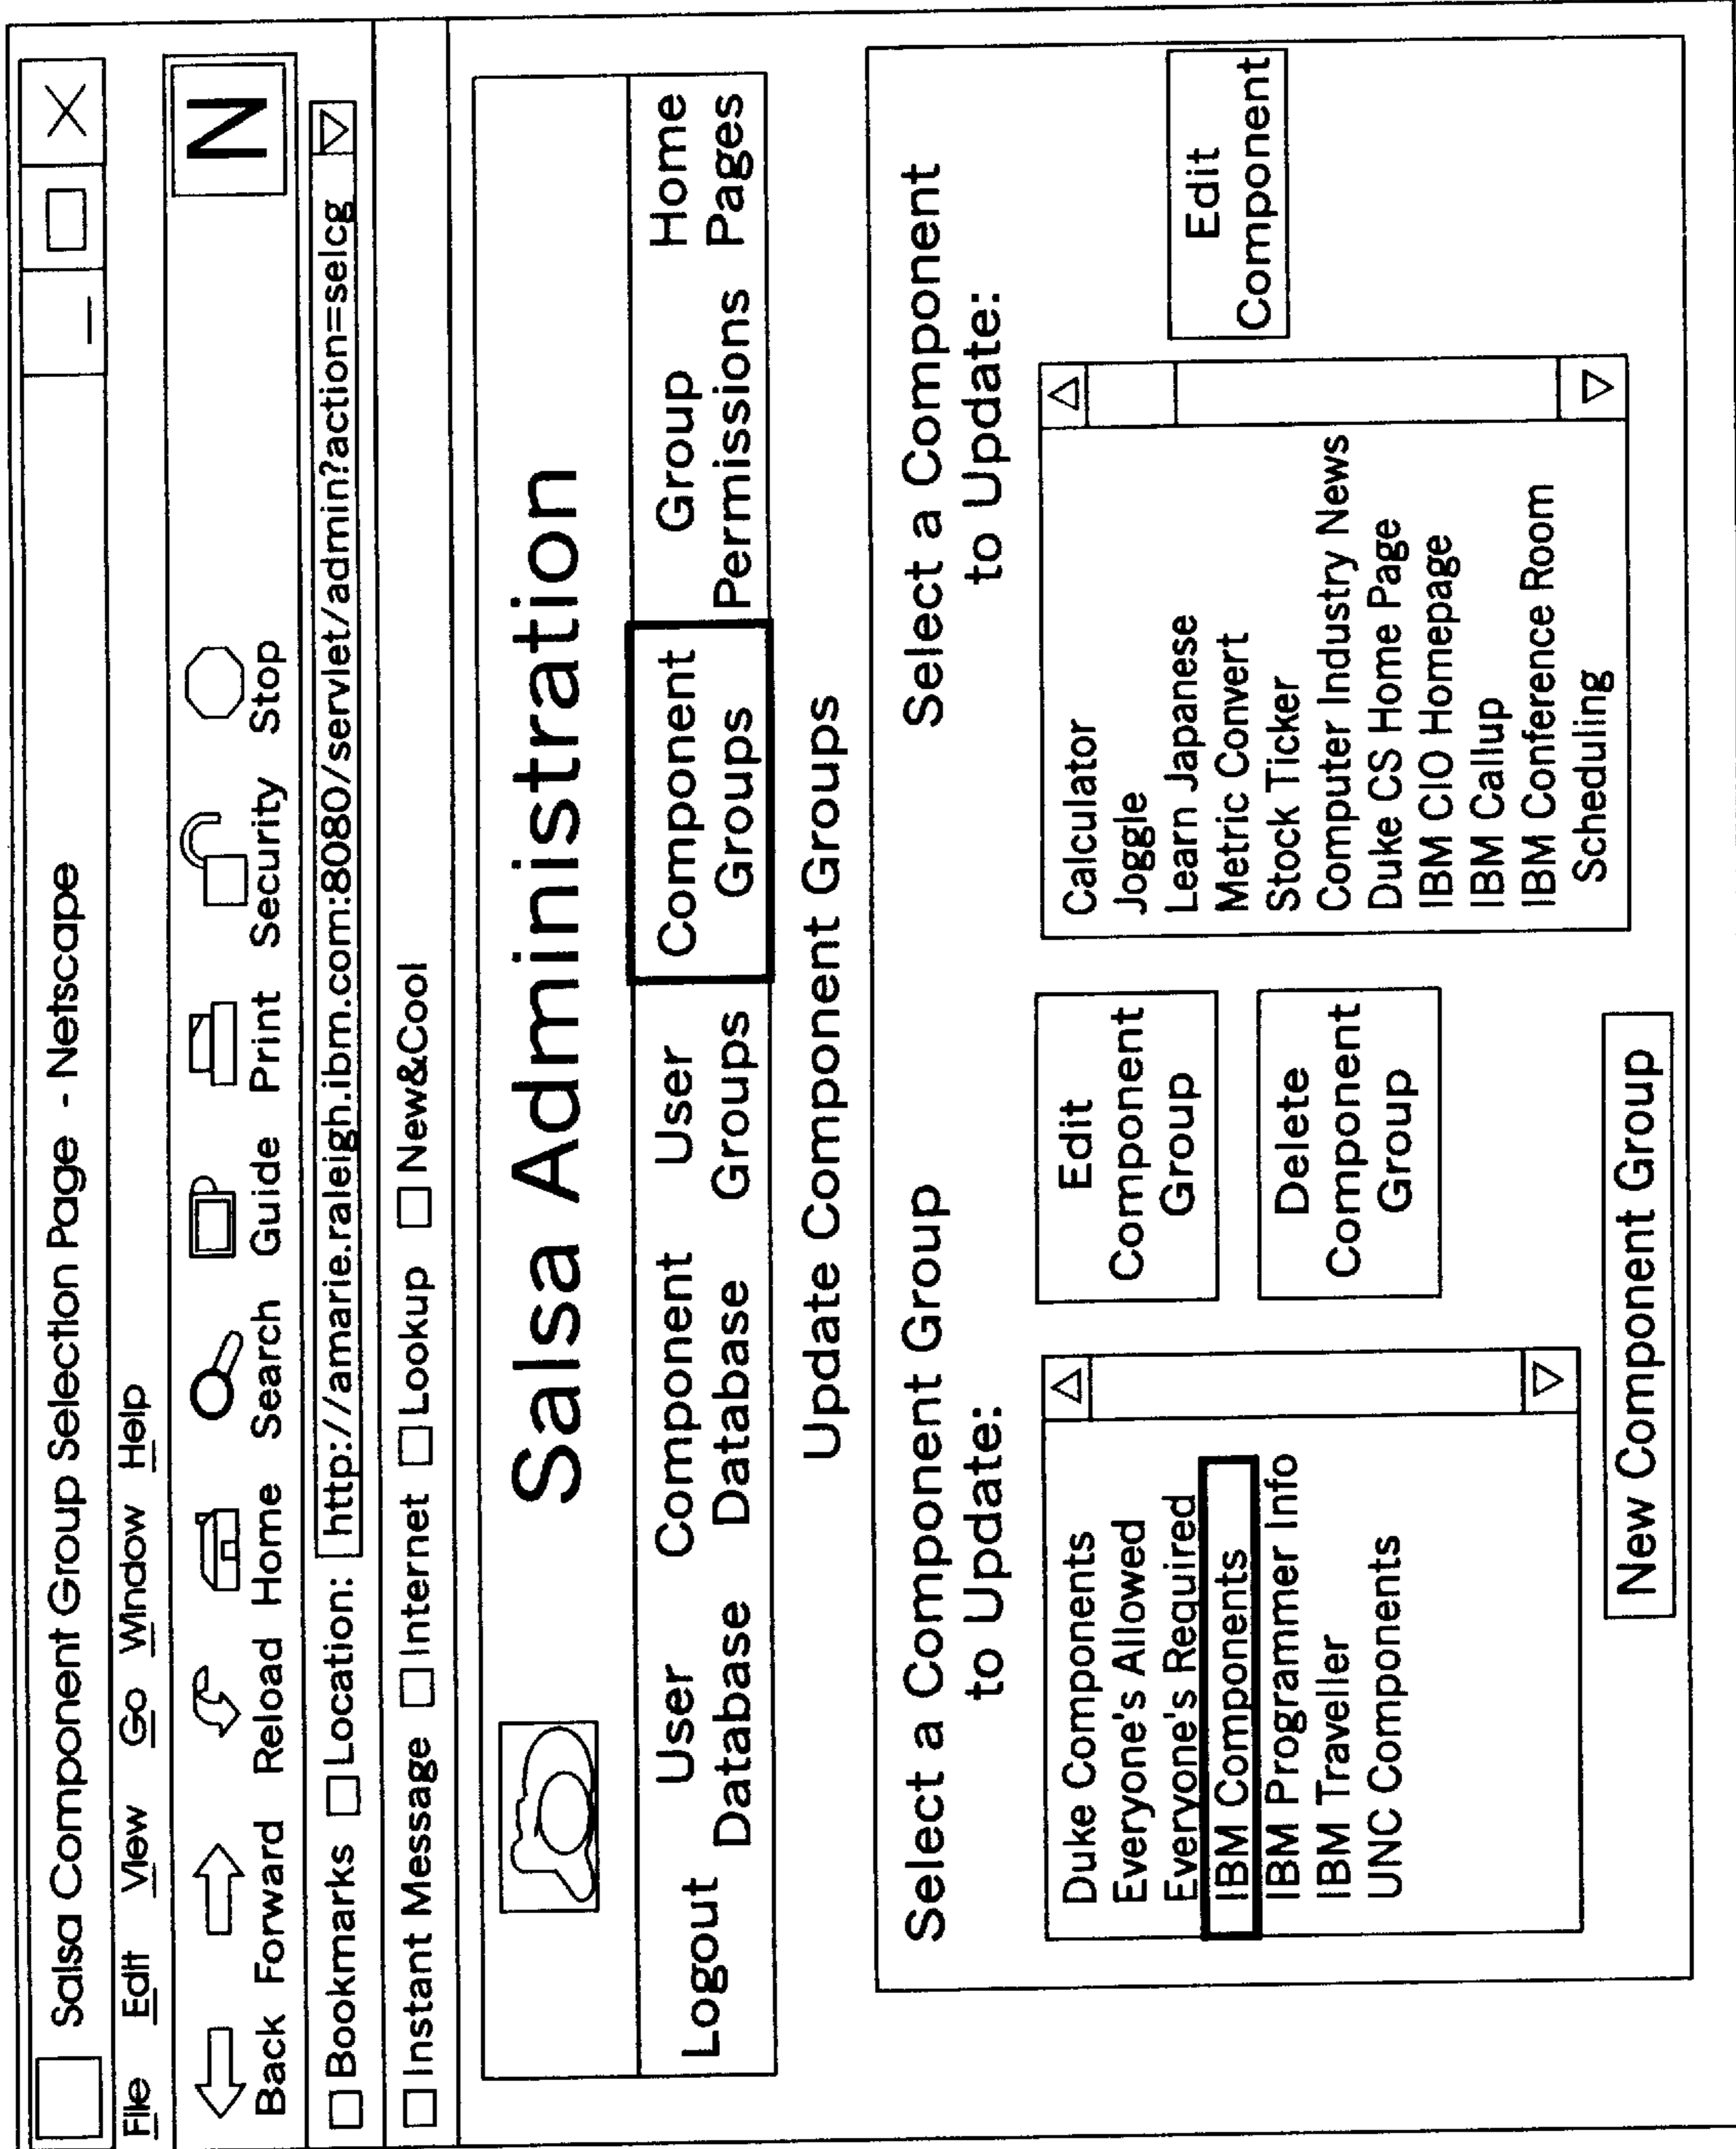 Salsa Component Group Selection Page - Netscape
File Edit View Go Window Help
N
Back Forward Reload Home Search Guide Print Security Stop
Bookmarks Location: http://amarie.raleigh.ibm.com:8080/servlet/admin?action=selcg
Instant Message Internet Lookup New&Cool
Salsa Administration
Logout User Database Component Database User Groups Component Groups Group Permissions Home Pages
Update Component Groups
Select a Component Group
to Update:
Duke Components
Everyone's Allowed
Everyone's Required
IBM Components
IBM Programmer Info
IBM Traveller
UNC Components
Edit
Component
Group
Delete
Component
Group
New Component Group
Select a Component
to Update:
Calculator
Joggle
Learn Japanese
Metric Convert
Stock Ticker
Computer Industry News
Duke CS Home Page
IBM CIO Homepage
IBM Callup
IBM Conference Room
Scheduling
Edit
Component